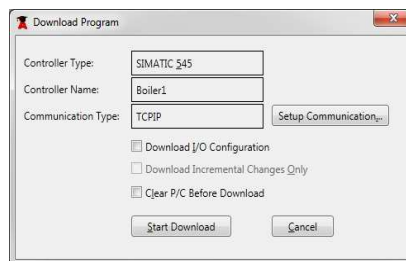 Download Program
Controller Type: SIMATIC 545
Controller Name: Boiler1
Communication Type: TCPIP Setup Communication...
Download I/O Configuration
Download Incremental Changes Only
Clear P/C Before Download
Start Download Cancel